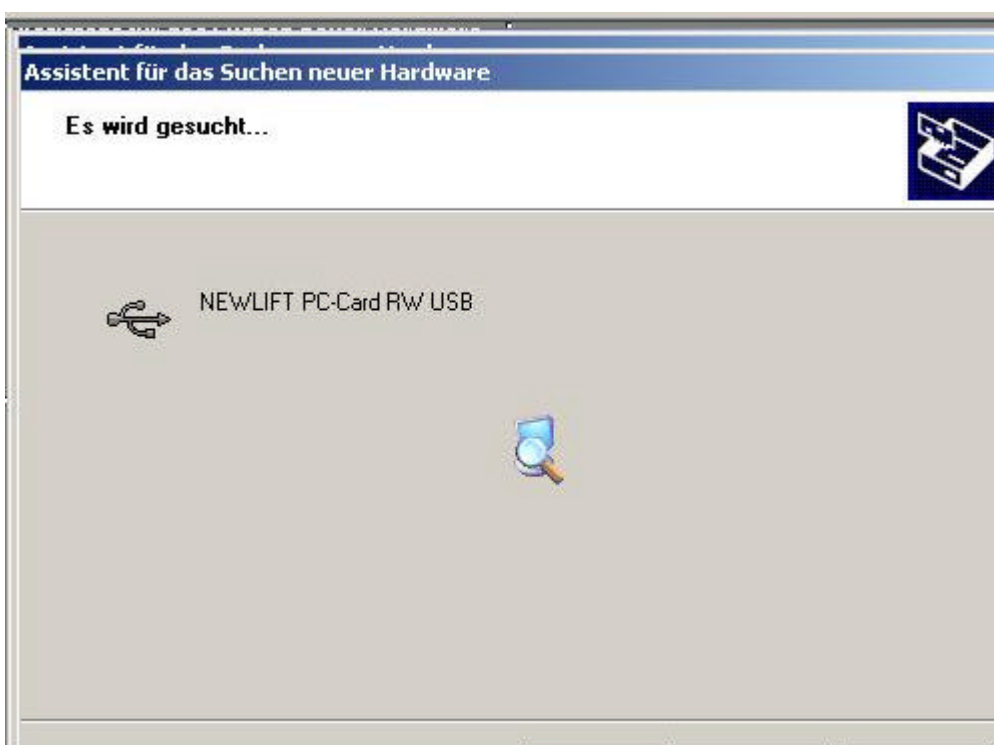 Assistent für das Suchen neuer Hardware
Es wird gesucht...
NEWLIFT PC-Card RW USB